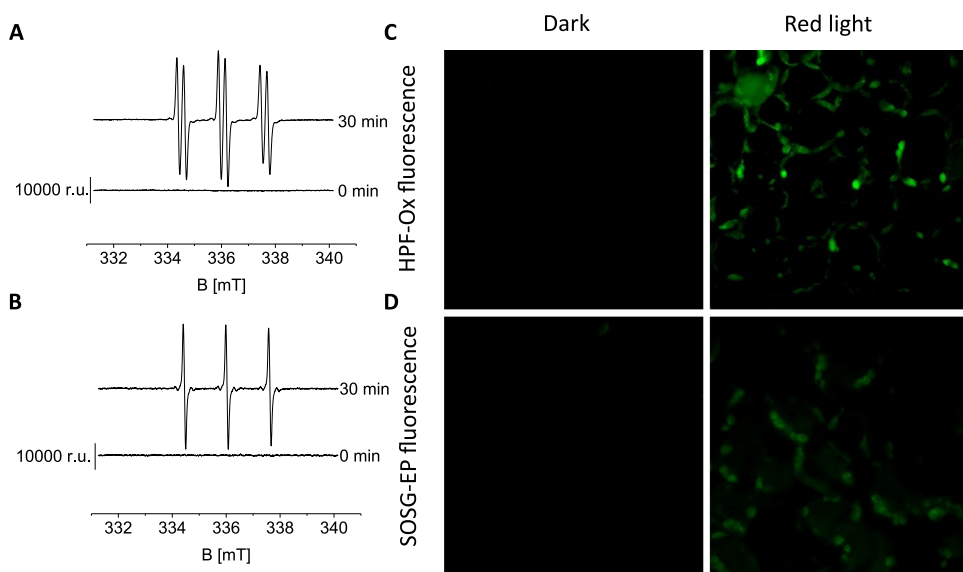 A
30 min
10000 r.u.
0 min
332 334 336 338 340
B [mT]
B
30 min
10000 r.u.
0 min
332 334 336 338 340
B [mT]
C
Dark
Red light
HPF-Ox fluorescence
D
SOSG-EP fluorescence